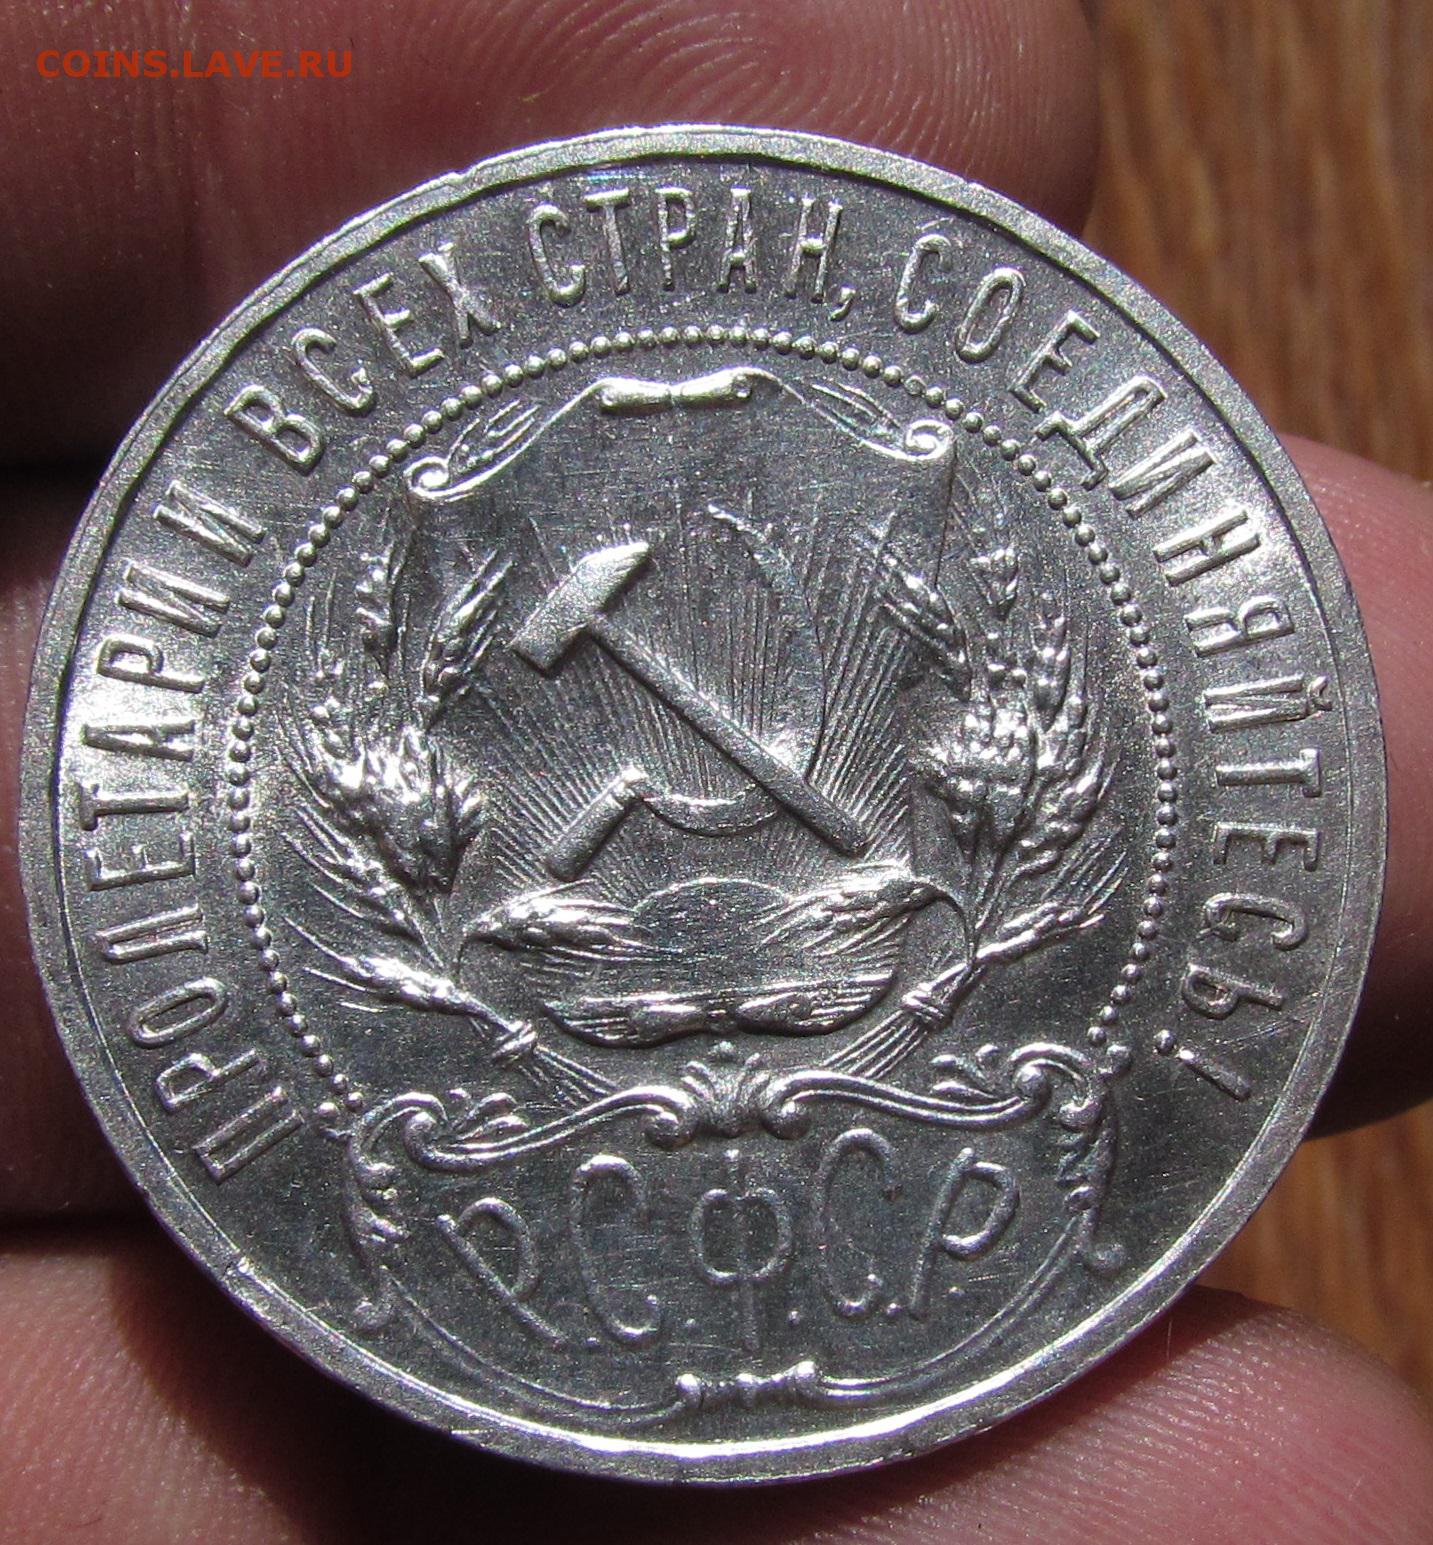 COINS.LAVE.RU
ПРОЛЕТАРИИ ВСЕХ СТРАН, СОЕДИНЯЙТЕСЬ!
Р.С.Ф.С.Р.